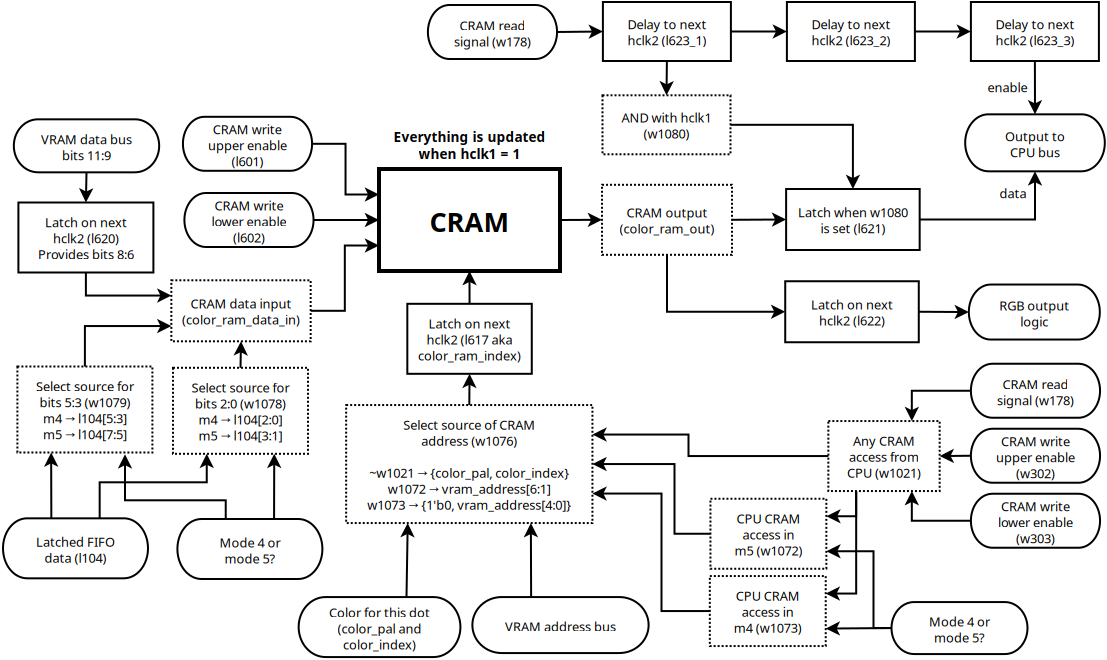 CRAM read
signal (w178)
Delay to next
hclk2 (l623_1)
Delay to next
hclk2 (l623_2)
Delay to next
hclk2 (l623_3)
enable
AND with hclk1
(w1080)
Output to
CPU bus
data
VRAM data bus
bits 11:9
CRAM write
upper enable
(l601)
Everything is updated
when hclk1 = 1
CRAM
CRAM write
lower enable
(l602)
Latch on next
hclk2 (l620)
Provides bits 8:6
CRAM output
(color_ram_out)
Latch when w1080
is set (l621)
CRAM data input
(color_ram_data_in)
Latch on next
hclk2 (l617 aka
color_ram_index)
Latch on next
hclk2 (l622)
RGB output
logic
Select source for
bits 5:3 (w1079)
m4 → l104[5:3]
m5 → l104[7:5]
Select source for
bits 2:0 (w1078)
m4 → l104[2:0]
m5 → l104[3:1]
Select source of CRAM
address (w1076)
~w1021 → {color_pal, color_index}
w1072 → vram_address[6:1]
w1073 → {1'b0, vram_address[4:0]}
Any CRAM
access from
CPU (w1021)
CRAM read
signal (w178)
CRAM write
upper enable
(w302)
CRAM write
lower enable
(w303)
Latched FIFO
data (l104)
Mode 4 or
mode 5?
CPU CRAM
access in
m5 (w1072)
CPU CRAM
access in
m4 (w1073)
Color for this dot
(color_pal and
color_index)
VRAM address bus
Mode 4 or
mode 5?